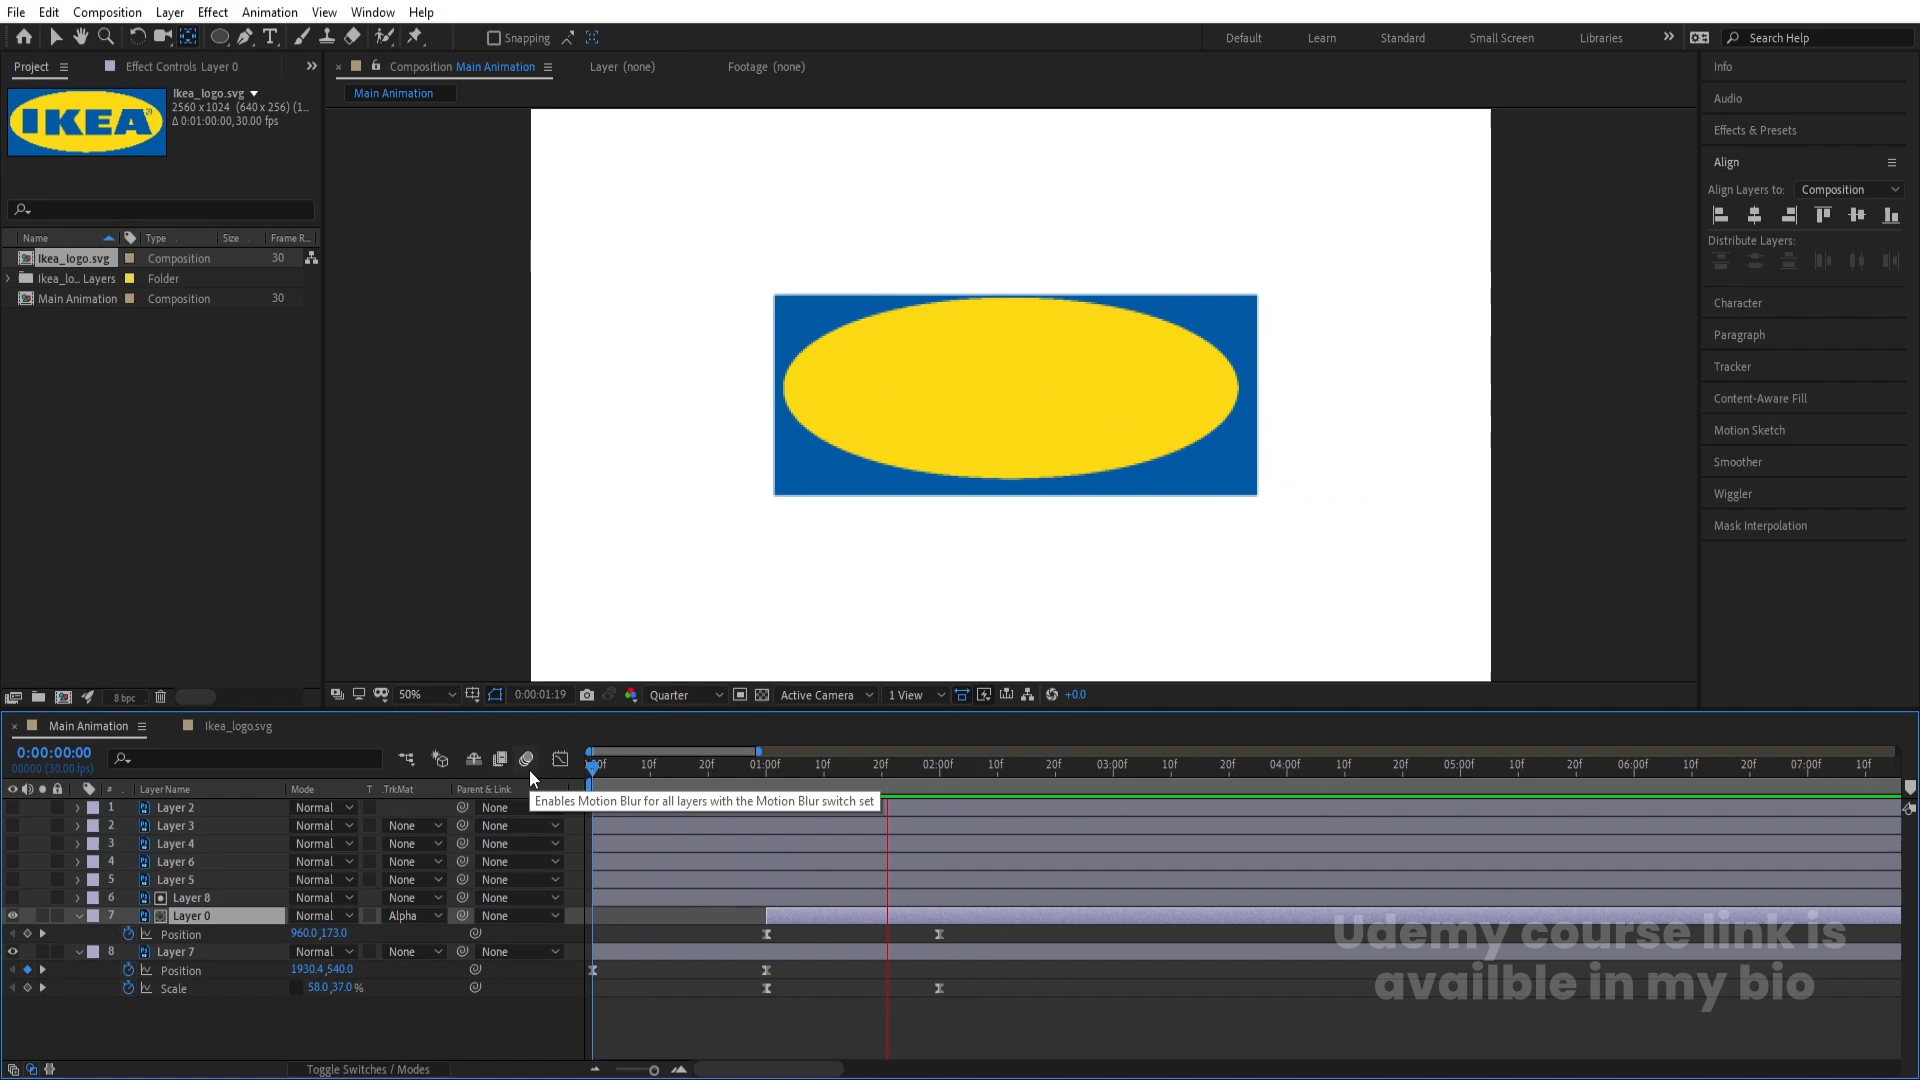 File Edit Composition Layer Effect Animation View Window Help
Snapping
Default Learn Standard Small Screen Libraries Search Help
Project Effect Controls Layer 0
Composition Main Animation Layer (none) Footage (none)
Main Animation
IKEA
Ikea_logo.svg
2560 x 1024 (640 x 256) (1...
Δ 0:01:00:00, 30.00 fps
Name Type Size Frame R...
Ikea_logo.svg Composition 30
Ikea_lo... Layers Folder
Main Animation Composition 30
8 bpc
Info
Audio
Effects & Presets
Align
Align Layers to: Composition
Distribute Layers:
Character
Paragraph
Tracker
Content-Aware Fill
Motion Sketch
Smoother
Wiggler
Mask Interpolation
50% 0:00:01:19 Quarter Active Camera 1 View +0.0
Main Animation Ikea_logo.svg
0:00:00:00
00000 (30.00 fps)
:00f 10f 20f 01:00f 10f 20f 02:00f 10f 20f 03:00f 10f 20f 04:00f 10f 20f 05:00f 10f 20f 06:00f 10f 20f 07:00f 10f
# Layer Name Mode T .TrkMat Parent & Link
Enables Motion Blur for all layers with the Motion Blur switch set
1 Layer 2 Normal None
2 Layer 3 Normal None None
3 Layer 4 Normal None None
4 Layer 6 Normal None None
5 Layer 5 Normal None None
6 Layer 8 Normal None None
7 Layer 0 Normal Alpha None
Position 960.0,173.0
8 Layer 7 Normal None None
Position 1930.4,540.0
Scale 58.0,37.0 %
Udemy course link is
availble in my bio
Toggle Switches / Modes